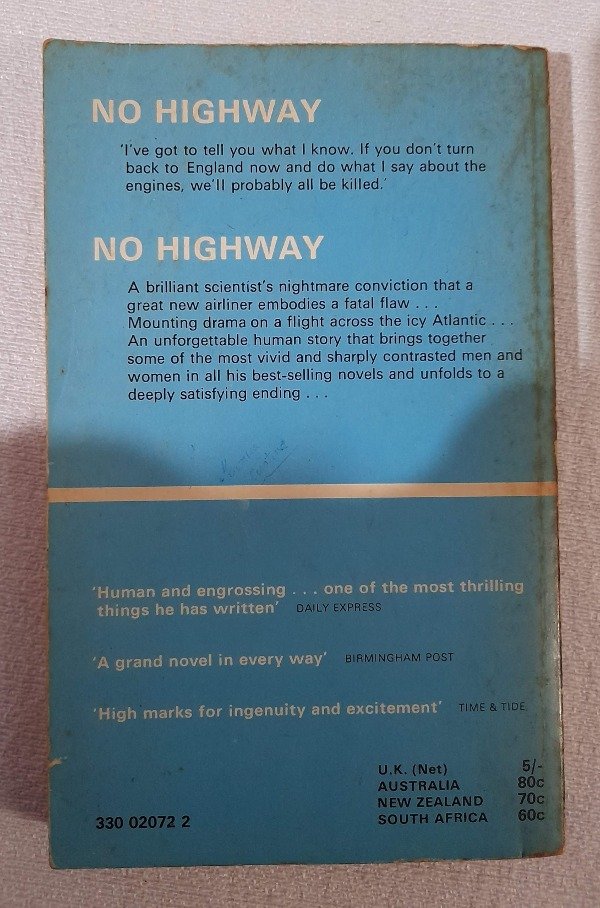 NO HIGHWAY
'I've got to tell you what I know. If you don't turn
back to England now and do what I say about the
engines, we'll probably all be killed.'
NO HIGHWAY
A brilliant scientist's nightmare conviction that a
great new airliner embodies a fatal flaw . . .
Mounting drama on a flight across the icy Atlantic . . .
An unforgettable human story that brings together
some of the most vivid and sharply contrasted men and
women in all his best-selling novels and unfolds to a
deeply satisfying ending . . .
'Human and engrossing . . . one of the most thrilling
things he has written' DAILY EXPRESS
'A grand novel in every way' BIRMINGHAM POST
'High marks for ingenuity and excitement' TIME & TIDE
U.K. (Net) 5/-
AUSTRALIA 80c
NEW ZEALAND 70c
SOUTH AFRICA 60c
330 02072 2